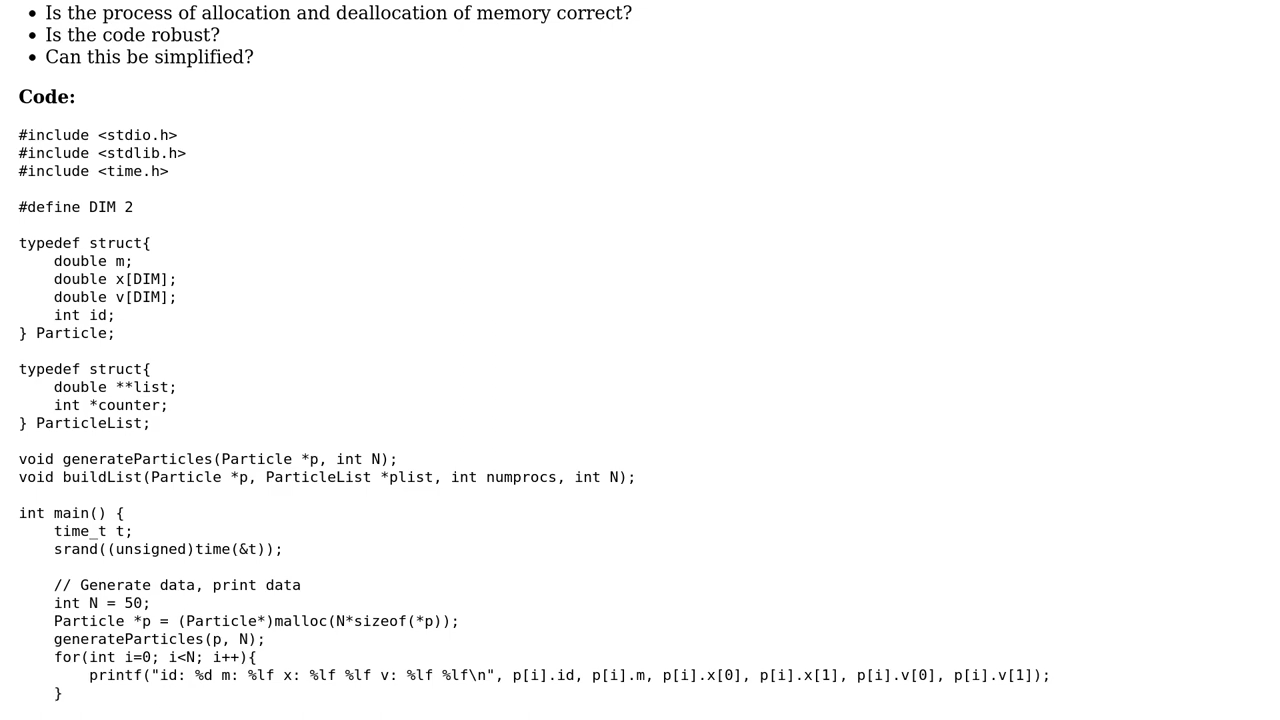 • Is the process of allocation and deallocation of memory correct?
• Is the code robust?
• Can this be simplified?
Code:
#include <stdio.h>
#include <stdlib.h>
#include <time.h>
#define DIM 2
typedef struct{
    double m;
    double x[DIM];
    double v[DIM];
    int id;
} Particle;
typedef struct{
    double **list;
    int *counter;
} ParticleList;
void generateParticles(Particle *p, int N);
void buildList(Particle *p, ParticleList *plist, int numprocs, int N);
int main() {
    time_t t;
    srand((unsigned)time(&t));
    // Generate data, print data
    int N = 50;
    Particle *p = (Particle*)malloc(N*sizeof(*p));
    generateParticles(p, N);
    for(int i=0; i<N; i++){
        printf("id: %d m: %lf x: %lf %lf v: %lf %lf\n", p[i].id, p[i].m, p[i].x[0], p[i].x[1], p[i].v[0], p[i].v[1]);
    }